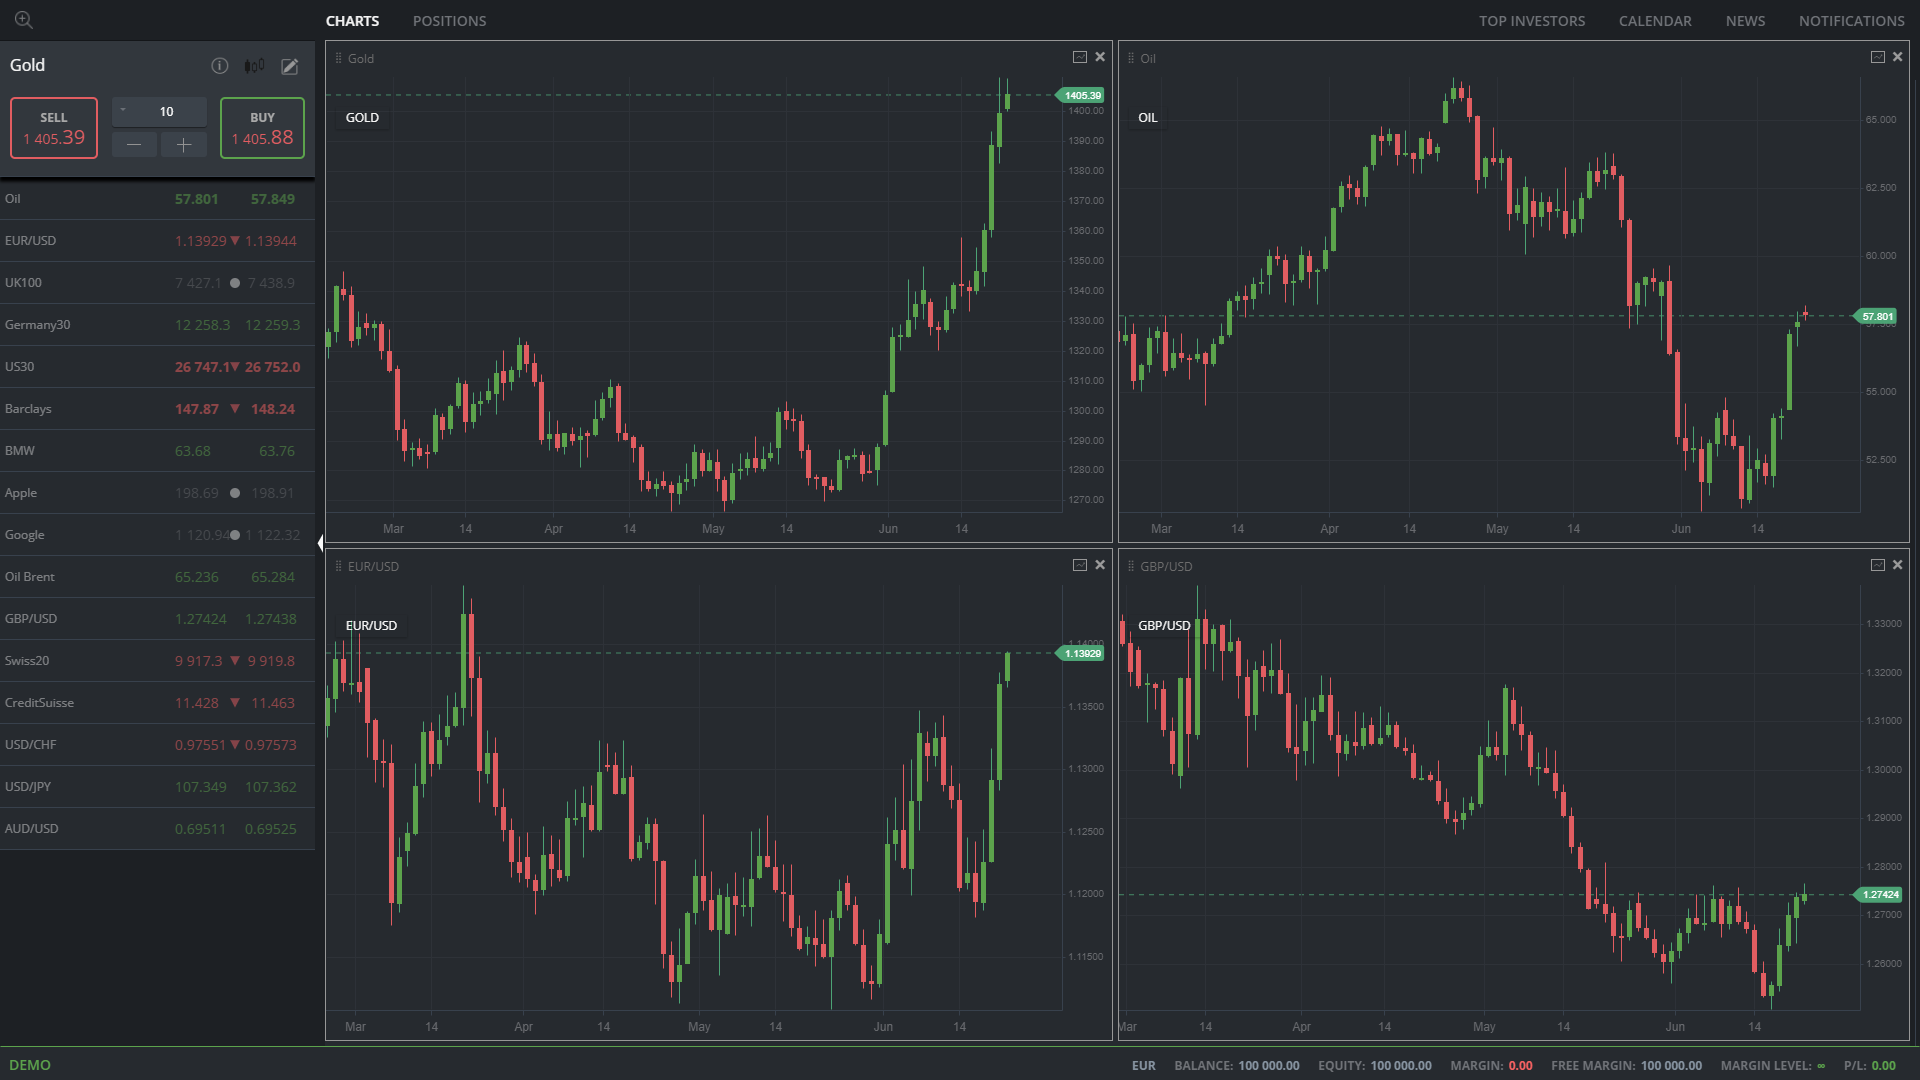 CHARTS POSITIONS TOP INVESTORS CALENDAR NEWS NOTIFICATIONS
Gold
SELL 1 405.39 10 BUY 1 405.88
Oil 57.801 57.849
EUR/USD 1.13929 1.13944
UK100 7 427.1 7 438.9
Germany30 12 258.3 12 259.3
US30 26 747.1 26 752.0
Barclays 147.87 148.24
BMW 63.68 63.76
Apple 198.69 198.91
Google 1 120.94 1 122.32
Oil Brent 65.236 65.284
GBP/USD 1.27424 1.27438
Swiss20 9 917.3 9 919.8
CreditSuisse 11.428 11.463
USD/CHF 0.97551 0.97573
USD/JPY 107.349 107.362
AUD/USD 0.69511 0.69525
Gold
GOLD
1405.39
1400.00
1390.00
1380.00
1370.00
1360.00
1350.00
1340.00
1330.00
1320.00
1310.00
1300.00
1290.00
1280.00
1270.00
Mar 14 Apr 14 May 14 Jun 14
Oil
OIL
65.000
62.500
60.000
57.801
57.500
55.000
52.500
Mar 14 Apr 14 May 14 Jun 14
EUR/USD
EUR/USD
1.14000
1.13929
1.13500
1.13000
1.12500
1.12000
1.11500
Mar 14 Apr 14 May 14 Jun 14
GBP/USD
GBP/USD
1.33000
1.32000
1.31000
1.30000
1.29000
1.28000
1.27424
1.27000
1.26000
Mar 14 Apr 14 May 14 Jun 14
DEMO EUR BALANCE: 100 000.00 EQUITY: 100 000.00 MARGIN: 0.00 FREE MARGIN: 100 000.00 MARGIN LEVEL: ∞ P/L: 0.00